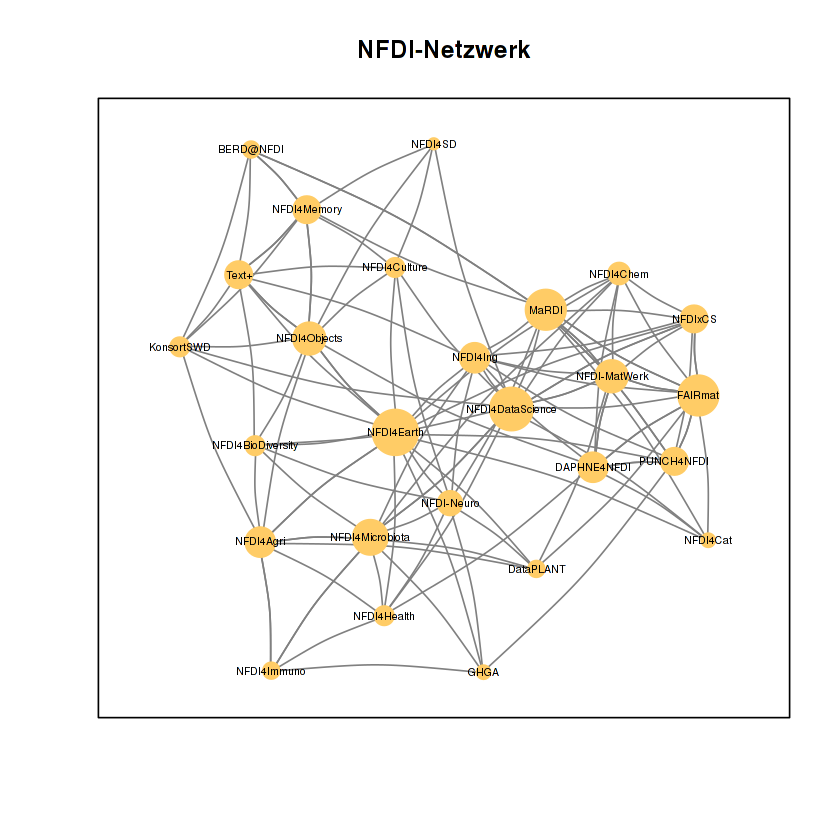 NFDI-Netzwerk
BERD@NFDI
NFDI4SD
NFDI4Memory
Text+
NFDI4Culture
NFDI4Chem
MaRDI
NFDIxCS
NFDI4Objects
KonsortSWD
NFDI4Ing
NFDI-MatWerk
FAIRmat
NFDI4DataScience
NFDI4Earth
NFDI4BioDiversity
DAPHNE4NFDI
PUNCH4NFDI
NFDI-Neuro
NFDI4Agri
NFDI4Microbiota
NFDI4Cat
DataPLANT
NFDI4Health
NFDI4Immuno
GHGA